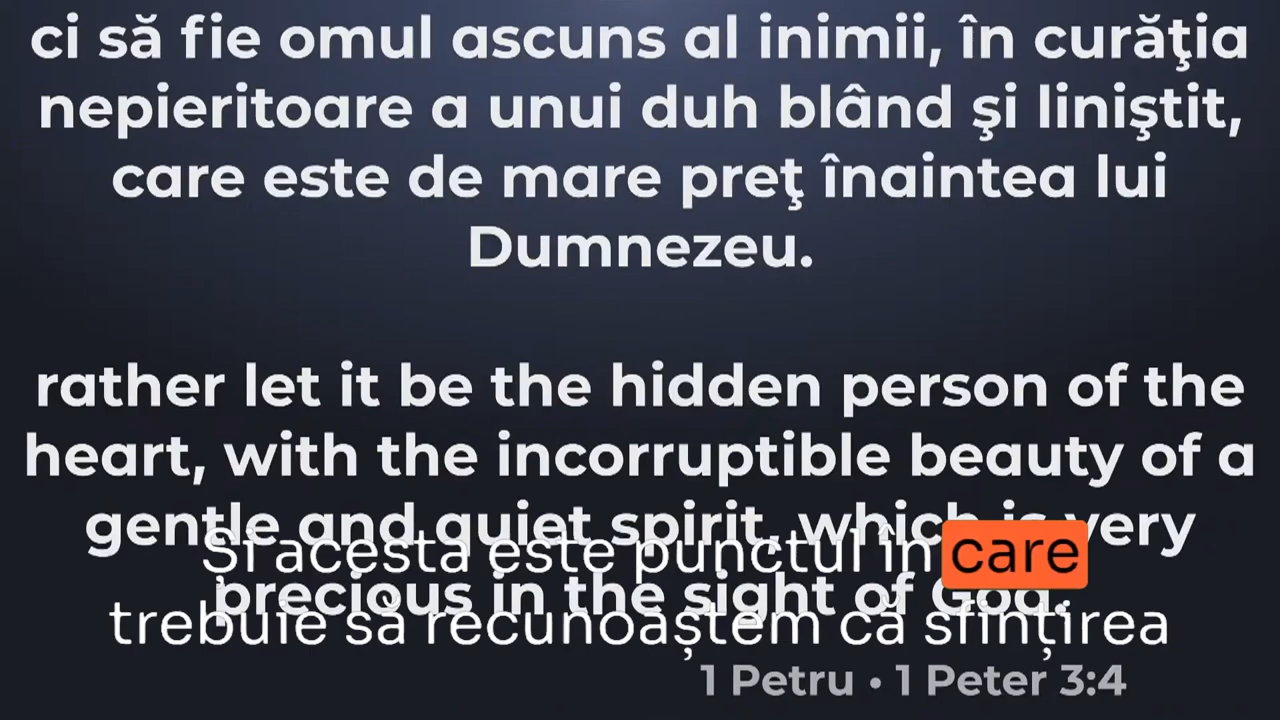 ci să fie omul ascuns al inimii, în curăţia
nepieritoare a unui duh blând şi liniştit,
care este de mare preţ înaintea lui
Dumnezeu.
rather let it be the hidden person of the
heart, with the incorruptible beauty of a
gentle and quiet spirit, which is very
precious in the sight of God.
Și acesta este punctul în care
trebuie să recunoaștem că sfințirea
1 Petru • 1 Peter 3:4